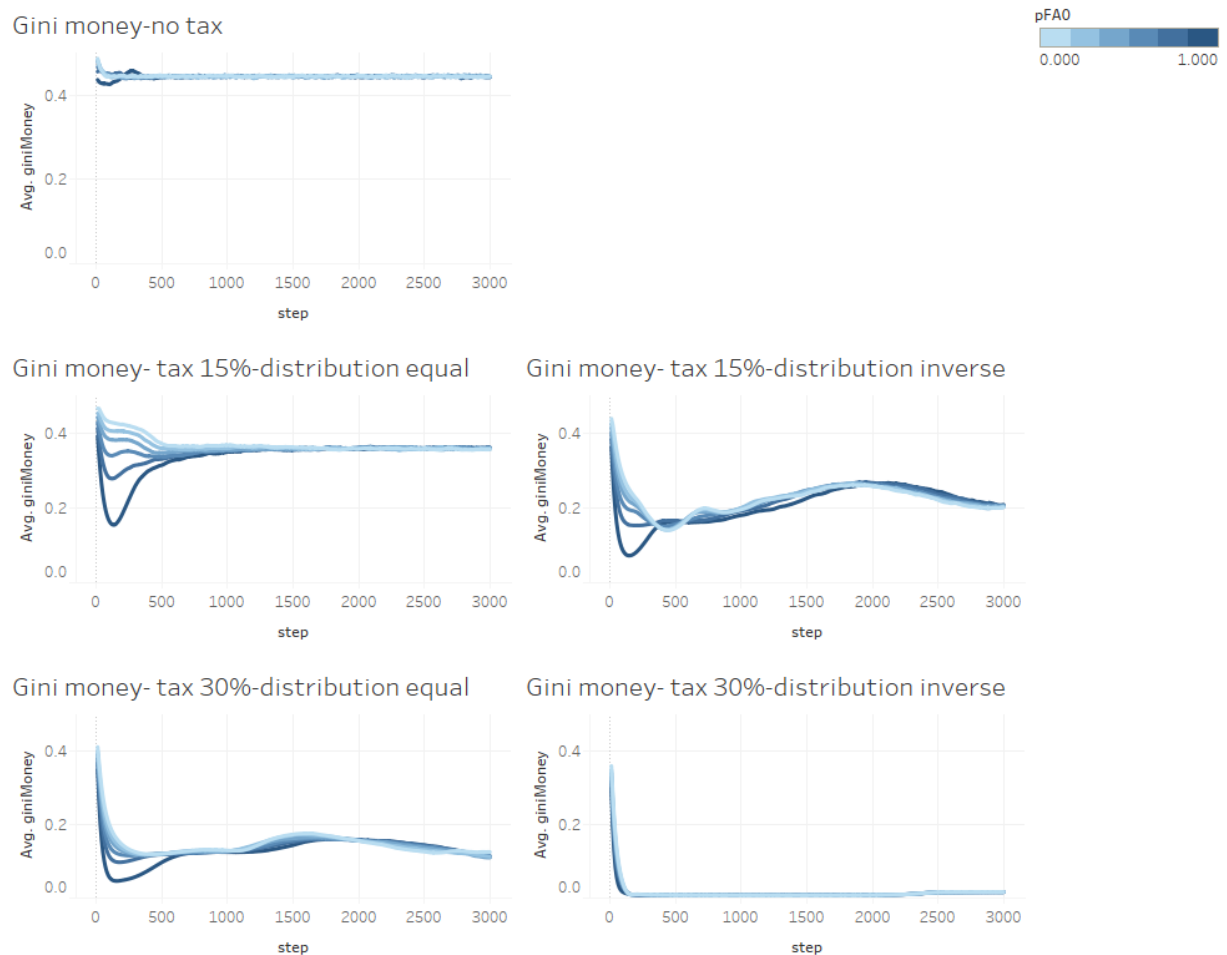 Gini money-no tax
pFA0
0.000 1.000
Avg. giniMoney
0.4
0.2
0.0
0 500 1000 1500 2000 2500 3000
step
Gini money- tax 15%-distribution equal
Avg. giniMoney
0.4
0.2
0.0
0 500 1000 1500 2000 2500 3000
step
Gini money- tax 15%-distribution inverse
Avg. giniMoney
0.4
0.2
0.0
0 500 1000 1500 2000 2500 3000
step
Gini money- tax 30%-distribution equal
Avg. giniMoney
0.4
0.2
0.0
0 500 1000 1500 2000 2500 3000
step
Gini money- tax 30%-distribution inverse
Avg. giniMoney
0.4
0.2
0.0
0 500 1000 1500 2000 2500 3000
step